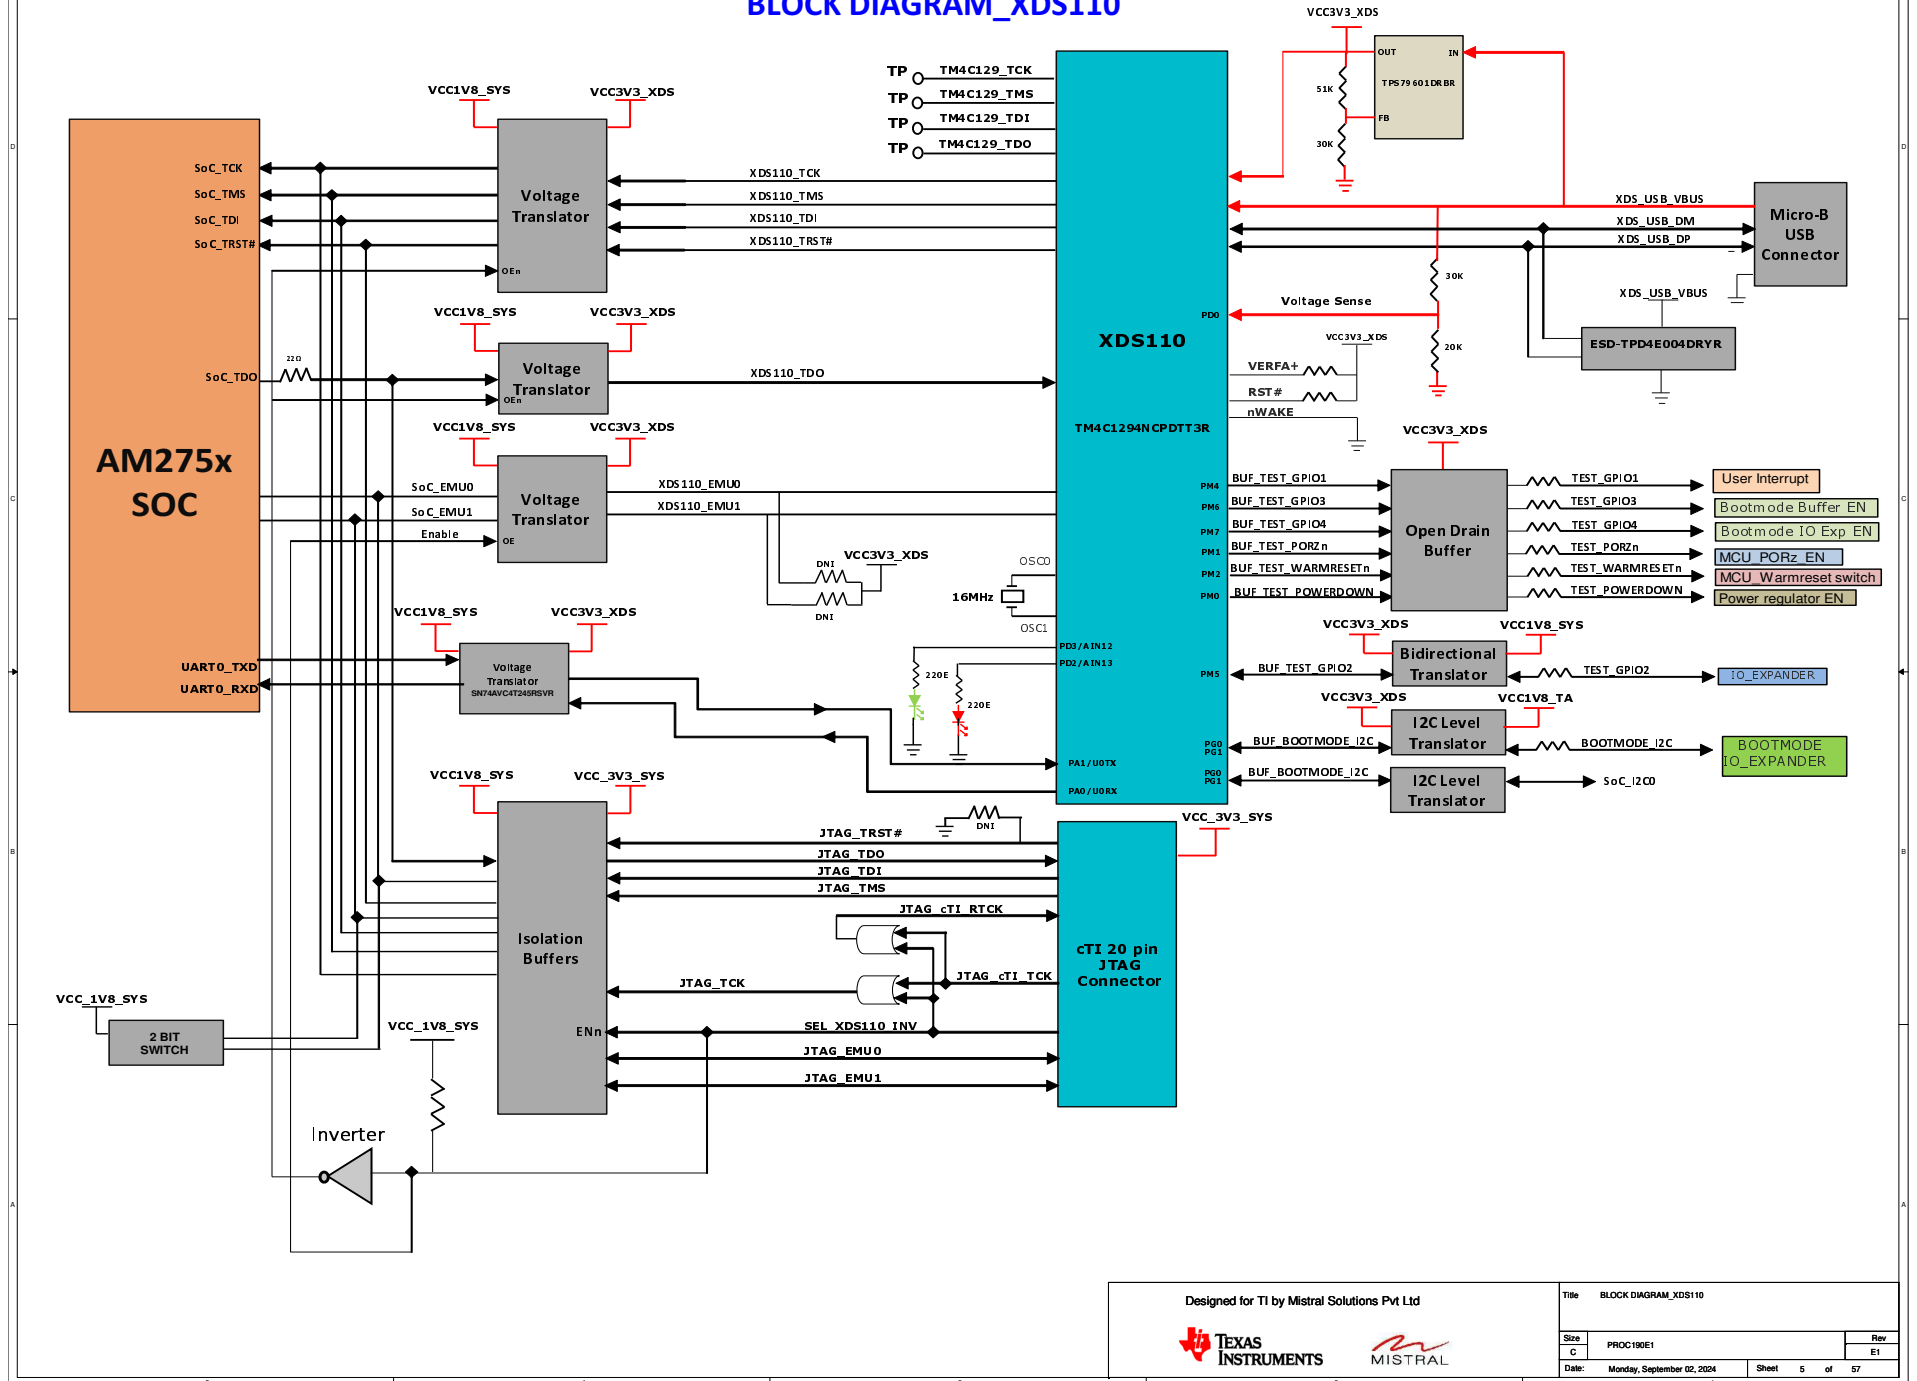 BLOCK DIAGRAM_XDS110
VCC3V3_XDS
OUT
IN
TPS79601DRBR
51K
FB
30K
TP
TM4C129_TCK
TP
TM4C129_TMS
TP
TM4C129_TDI
TP
TM4C129_TDO
VCC1V8_SYS
VCC3V3_XDS
SoC_TCK
SoC_TMS
SoC_TDI
SoC_TRST#
Voltage
Translator
OEn
XDS110_TCK
XDS110_TMS
XDS110_TDI
XDS110_TRST#
XDS_USB_VBUS
XDS_USB_DM
XDS_USB_DP
Micro-B
USB
Connector
30K
20K
Voltage Sense
PD0
XDS_USB_VBUS
ESD-TPD4E004DRYR
VCC1V8_SYS
VCC3V3_XDS
22Ω
SoC_TDO
Voltage
Translator
OEn
XDS110_TDO
XDS110
TM4C1294NCPDTT3R
VCC3V3_XDS
VERFA+
RST#
nWAKE
AM275x
SOC
VCC1V8_SYS
VCC3V3_XDS
SoC_EMU0
SoC_EMU1
Enable
Voltage
Translator
OE
XDS110_EMU0
XDS110_EMU1
VCC3V3_XDS
DNI
DNI
OSC0
16MHz
OSC1
VCC3V3_XDS
PM4
BUF_TEST_GPIO1
PM6
BUF_TEST_GPIO3
PM7
BUF_TEST_GPIO4
PM1
BUF_TEST_PORZn
PM2
BUF_TEST_WARMRESETn
PM0
BUF_TEST_POWERDOWN
Open Drain
Buffer
TEST_GPIO1
User Interrupt
TEST_GPIO3
Bootmode Buffer EN
TEST_GPIO4
Bootmode IO Exp EN
TEST_PORZn
MCU_PORz_EN
TEST_WARMRESETn
MCU_Warmreset switch
TEST_POWERDOWN
Power regulator EN
VCC1V8_SYS
VCC3V3_XDS
UART0_TXD
UART0_RXD
Voltage
Translator
SN74AVC4T245RSVR
PD3/AIN12
PD2/AIN13
220E
220E
PA1/U0TX
PA0/U0RX
VCC3V3_XDS
VCC1V8_SYS
PM5
BUF_TEST_GPIO2
Bidirectional
Translator
TEST_GPIO2
IO_EXPANDER
VCC3V3_XDS
VCC1V8_TA
PG0
PG1
BUF_BOOTMODE_I2C
I2C Level
Translator
BOOTMODE_I2C
BOOTMODE
IO_EXPANDER
PG0
PG1
BUF_BOOTMODE_I2C
I2C Level
Translator
SoC_I2C0
VCC1V8_SYS
VCC_3V3_SYS
Isolation
Buffers
ENn
DNI
VCC_3V3_SYS
JTAG_TRST#
JTAG_TDO
JTAG_TDI
JTAG_TMS
JTAG_cTI_RTCK
JTAG_cTI_TCK
JTAG_TCK
SEL_XDS110_INV
JTAG_EMU0
JTAG_EMU1
cTI 20 pin
JTAG
Connector
VCC_1V8_SYS
2 BIT
SWITCH
VCC_1V8_SYS
Inverter
D
D
C
C
B
B
A
A
Designed for TI by Mistral Solutions Pvt Ltd
TEXAS
INSTRUMENTS
MISTRAL
Title
BLOCK DIAGRAM_XDS110
Size
C
PROC190E1
Rev
E1
Date:
Monday, September 02, 2024
Sheet
5
of
57